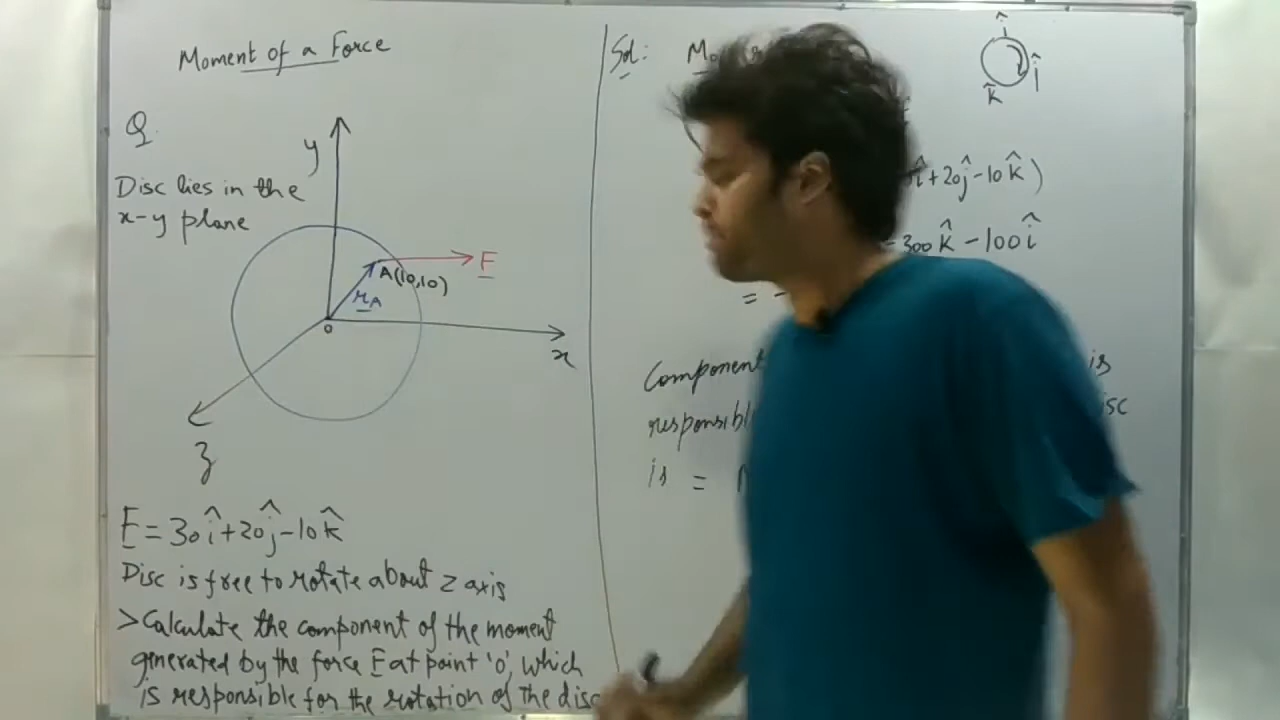 Moment of a Force
Q.
Disc lies in the
x-y plane
y
A(10,10)
F
r_A
o
x
z
F = 30î+20ĵ-10k̂
Disc is free to rotate about z axis
>Calculate the component of the moment
generated by the force F at point 'o', which
is responsible for the rotation of the disc
Sol:
î
ĵ
k̂
î+20ĵ-10k̂)
-300k̂ -100î
= -
Component is
responsible disc
is =